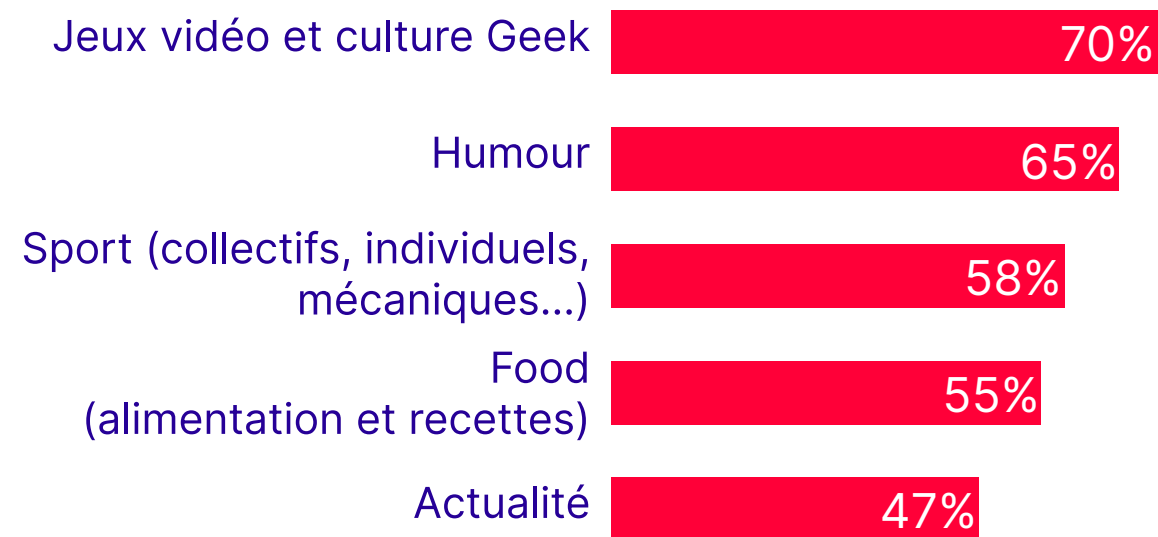 Jeux vidéo et culture Geek
70%
Humour
65%
Sport (collectifs, individuels,
mécaniques...)
58%
Food
(alimentation et recettes)
55%
Actualité
47%